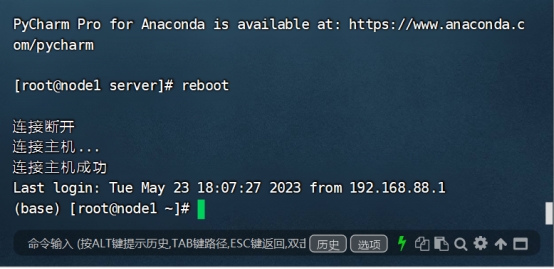 PyCharm Pro for Anaconda is available at: https://www.anaconda.c
om/pycharm
[root@node1 server]# reboot
连接断开
连接主机...
连接主机成功
Last login: Tue May 23 18:07:27 2023 from 192.168.88.1
(base) [root@node1 ~]#
命令输入 (按ALT键提示历史,TAB键路径,ESC键返回,双击 历史 选项